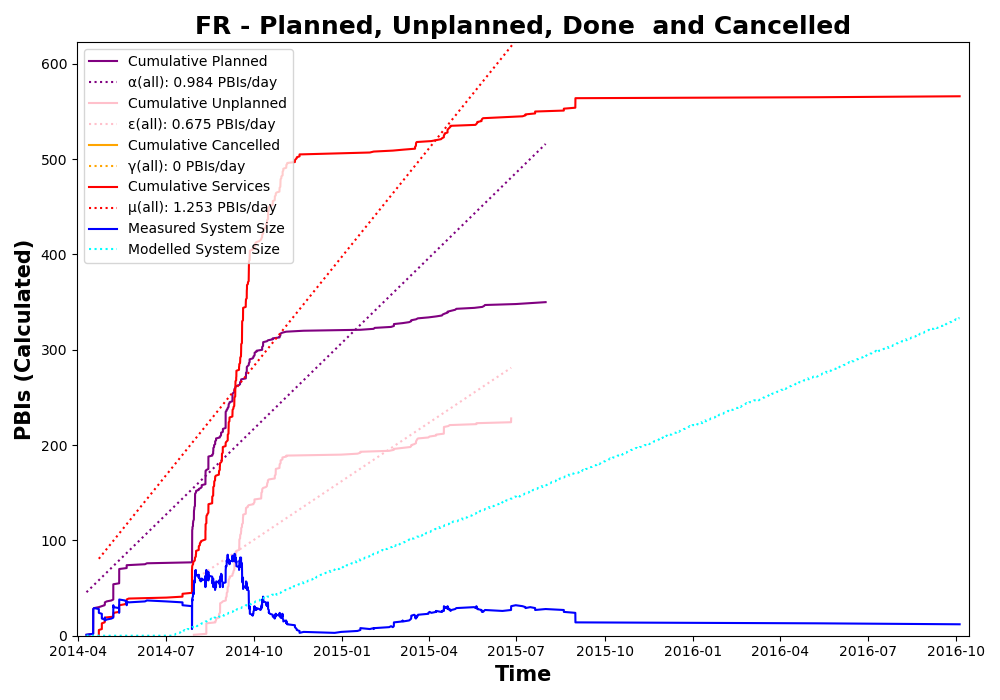 FR - Planned, Unplanned, Done  and Cancelled
Cumulative Planned
α(all): 0.984 PBIs/day
Cumulative Unplanned
ε(all): 0.675 PBIs/day
Cumulative Cancelled
γ(all): 0 PBIs/day
Cumulative Services
μ(all): 1.253 PBIs/day
Measured System Size
Modelled System Size
PBIs (Calculated)
600
500
400
300
200
100
0
2014-04 2014-07 2014-10 2015-01 2015-04 2015-07 2015-10 2016-01 2016-04 2016-07 2016-10
Time